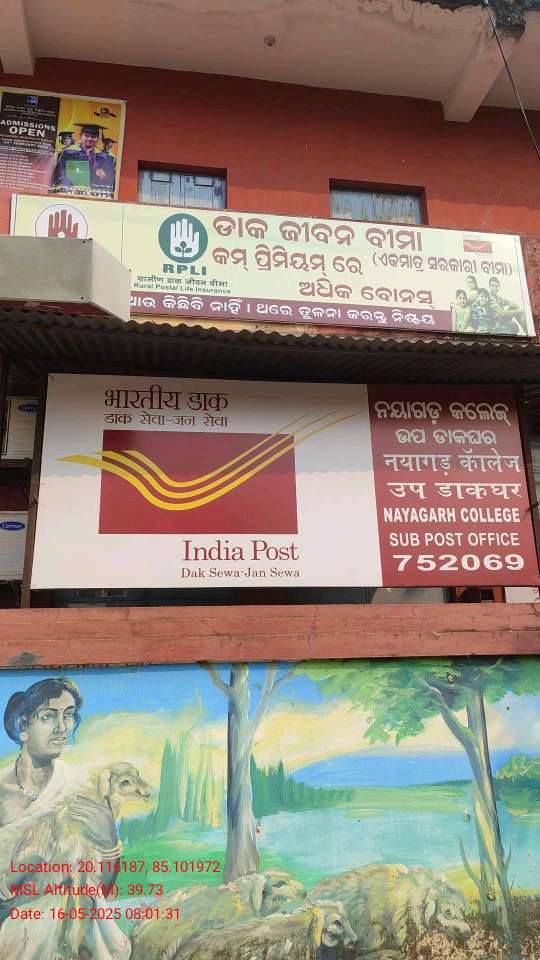 ADMISSIONS
OPEN
ଡାକ ଜୀବନ ବୀମା
କମ୍ ପ୍ରିମିୟମ୍ ରେ (ଏକମାତ୍ର ସରକାରୀ ବୀମା)
ଅଧିକ ବୋନସ୍
RPLI
ग्रामीण डाक जीवन बीमा
Rural Postal Life Insurance
ଆଉ କିଛିବି ନାହିଁ । ଥରେ ତୁଳନା କରନ୍ତୁ ନିଶ୍ଚୟ
Carrier
Carrier
भारतीय डाक
डाक सेवा-जन सेवा
India Post
Dak Sewa-Jan Sewa
ନୟାଗଡ଼ କଲେଜ୍
ଉପ ଡାକଘର
नयागड़ कॉलेज
उप डाकघर
NAYAGARH COLLEGE
SUB POST OFFICE
752069
Location: 20.116187, 85.101972
MSL Altitude(M): 39.73
Date: 16-05-2025 08:01:31